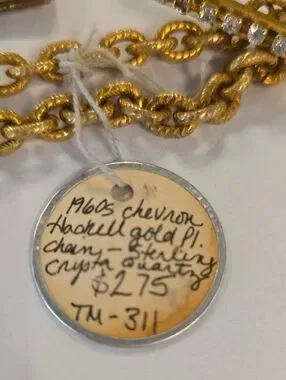 1960s chevron
Haskell gold Pl.
chain - Sterling
crypto quartz
$275
TM-311